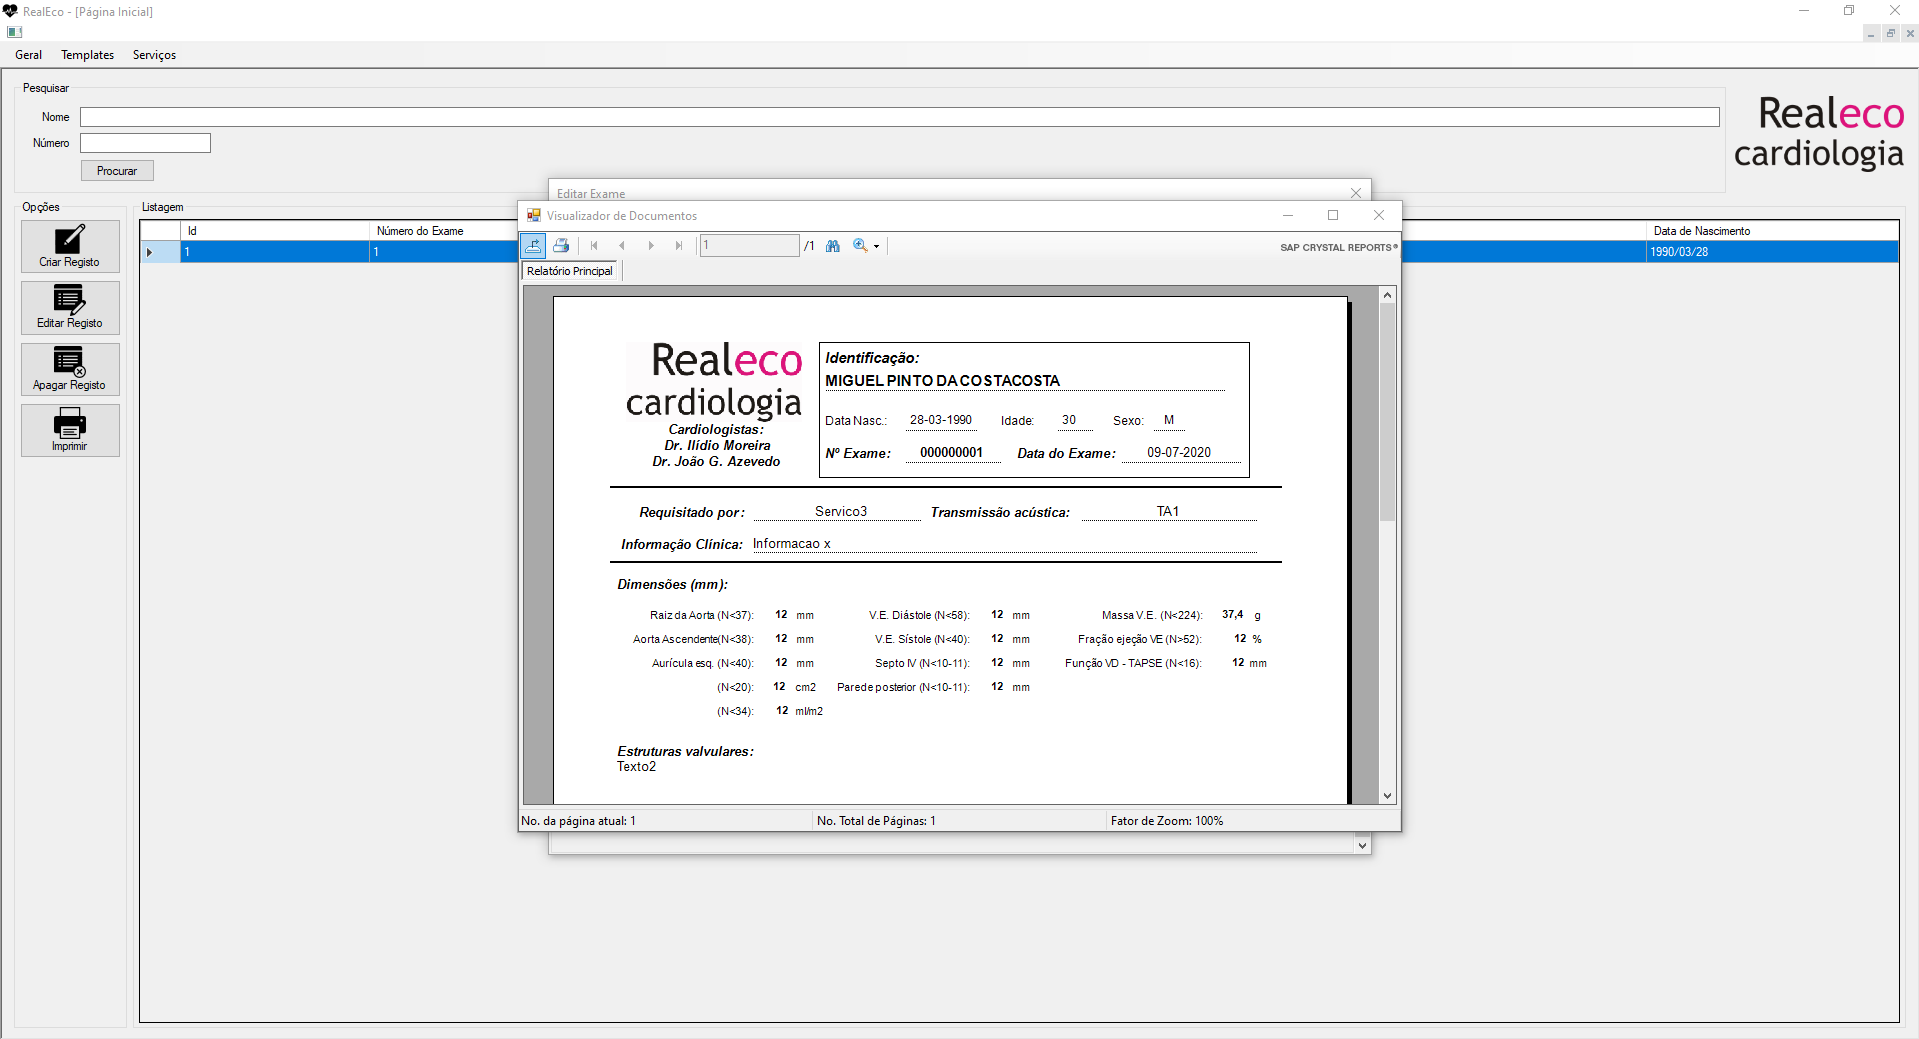 RealEco - [Página Inicial]
Geral Templates Serviços
Pesquisar
Nome
Número
Procurar
Realeco
cardiologia
Opções
Criar Registo
Editar Registo
Apagar Registo
Imprimir
Listagem
Id Número do Exame Data de Nascimento
1 1 1990/03/28
Editar Exame
Visualizador de Documentos
1 /1
SAP CRYSTAL REPORTS®
Relatório Principal
Realeco
cardiologia
Cardiologistas:
Dr. Ilídio Moreira
Dr. João G. Azevedo
Identificação:
MIGUEL PINTO DA COSTACOSTA
Data Nasc.: 28-03-1990 Idade: 30 Sexo: M
Nº Exame: 000000001 Data do Exame: 09-07-2020
Requisitado por: Servico3 Transmissão acústica: TA1
Informação Clínica: Informacao x
Dimensões (mm):
Raiz da Aorta (N<37): 12 mm V.E. Diástole (N<58): 12 mm Massa V.E. (N<224): 37,4 g
Aorta Ascendente(N<38): 12 mm V.E. Sístole (N<40): 12 mm Fração ejeção VE (N>52): 12 %
Aurícula esq. (N<40): 12 mm Septo IV (N<10-11): 12 mm Função VD - TAPSE (N<16): 12 mm
(N<20): 12 cm2 Parede posterior (N<10-11): 12 mm
(N<34): 12 ml/m2
Estruturas valvulares:
Texto2
No. da página atual: 1 No. Total de Páginas: 1 Fator de Zoom: 100%